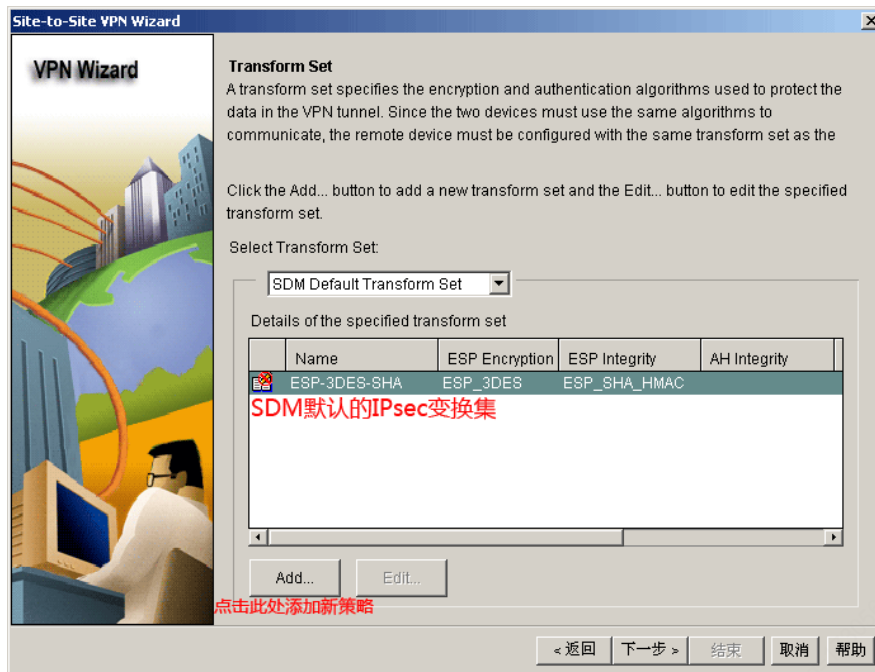 Site-to-Site VPN Wizard
VPN Wizard
Transform Set
A transform set specifies the encryption and authentication algorithms used to protect the
data in the VPN tunnel. Since the two devices must use the same algorithms to
communicate, the remote device must be configured with the same transform set as the
Click the Add... button to add a new transform set and the Edit... button to edit the specified
transform set.
Select Transform Set:
SDM Default Transform Set
Details of the specified transform set
Name ESP Encryption ESP Integrity AH Integrity
ESP-3DES-SHA ESP_3DES ESP_SHA_HMAC
SDM默认的IPsec变换集
Add... Edit...
点击此处添加新策略
< 返回 下一步 > 结束 取消 帮助